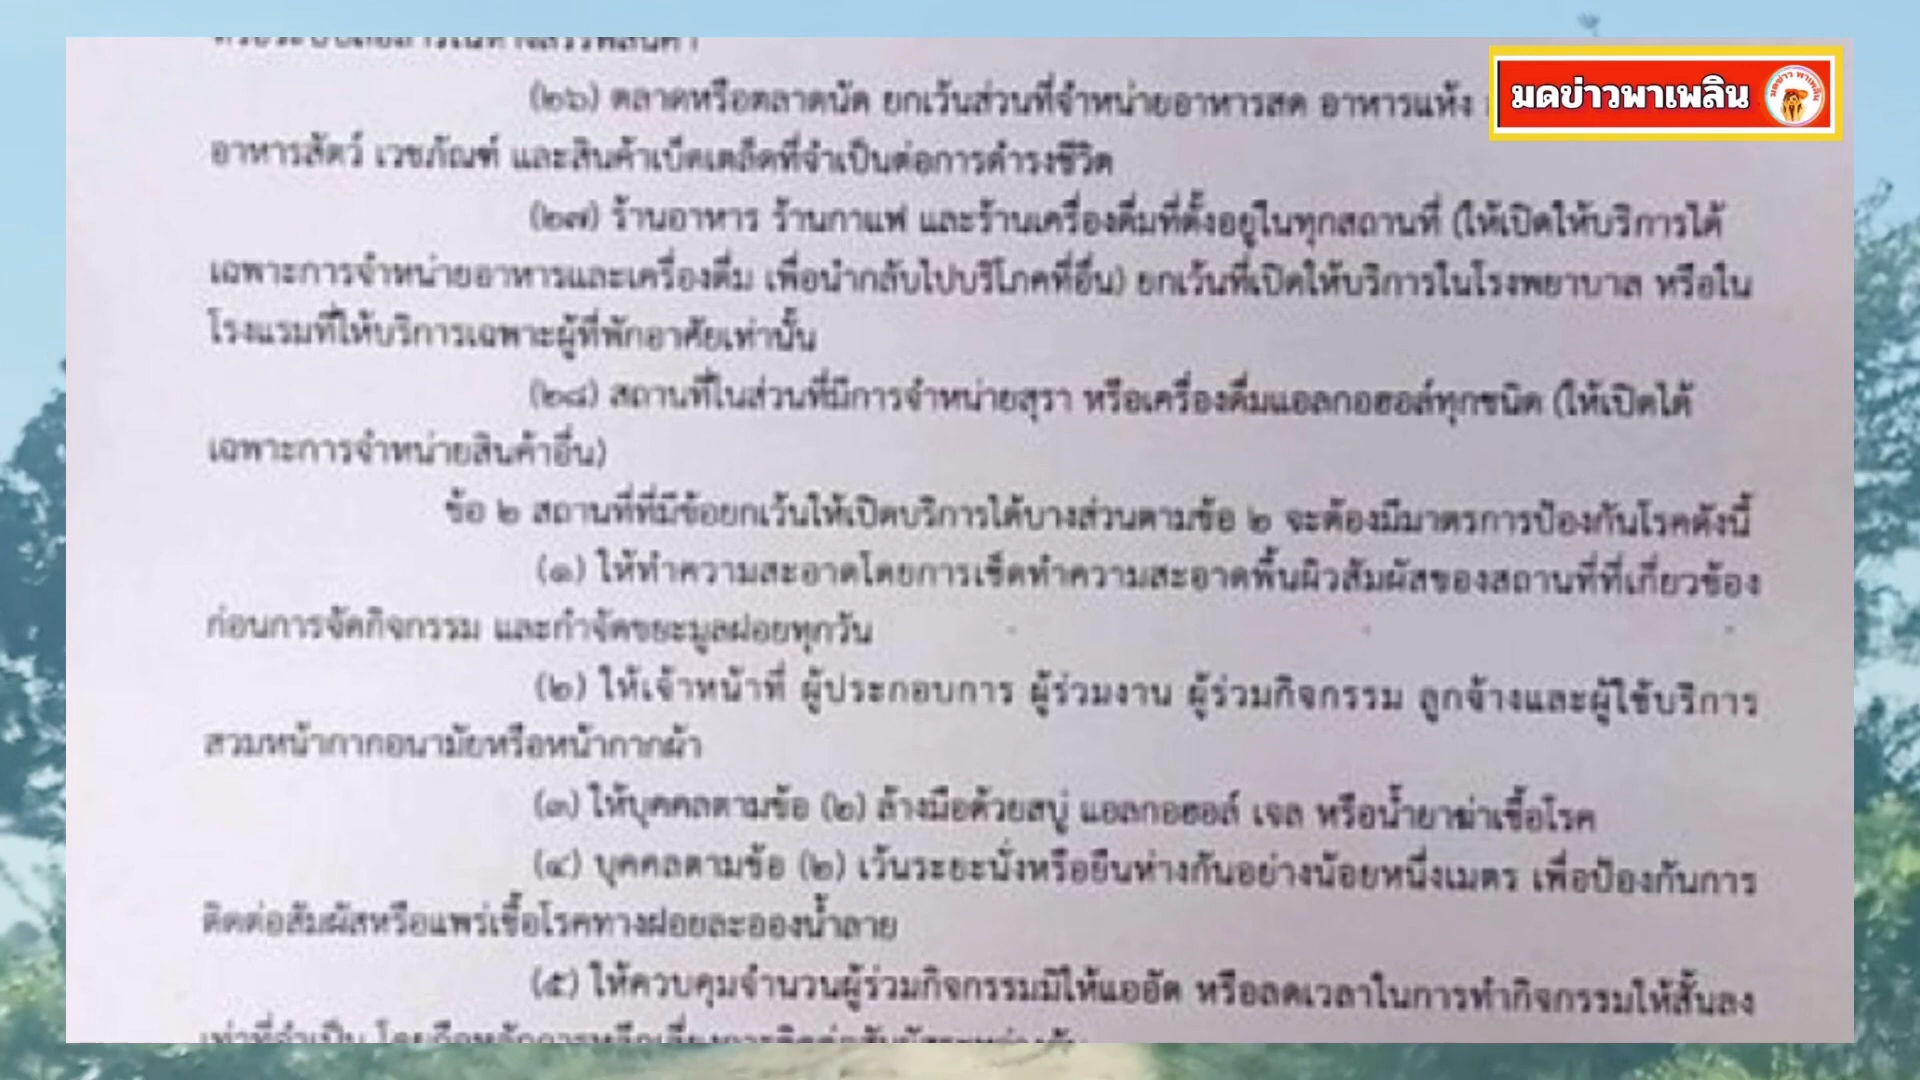 มดข่าวพาเพลิน
(๒๖) ตลาดหรือตลาดนัด ยกเว้นส่วนที่จำหน่ายอาหารสด อาหารแห้ง
อาหารสัตว์ เวชภัณฑ์ และสินค้าเบ็ดเตล็ดที่จำเป็นต่อการดำรงชีวิต
(๒๗) ร้านอาหาร ร้านกาแฟ และร้านเครื่องดื่มที่ตั้งอยู่ในทุกสถานที่ (ให้เปิดให้บริการได้
เฉพาะการจำหน่ายอาหารและเครื่องดื่ม เพื่อนำกลับไปบริโภคที่อื่น) ยกเว้นที่เปิดให้บริการในโรงพยาบาล หรือใน
โรงแรมที่ให้บริการเฉพาะผู้ที่พักอาศัยเท่านั้น
(๒๘) สถานที่ในส่วนที่มีการจำหน่ายสุรา หรือเครื่องดื่มแอลกอฮอล์ทุกชนิด (ให้เปิดได้
เฉพาะการจำหน่ายสินค้าอื่น)
ข้อ ๒ สถานที่ที่มีข้อยกเว้นให้เปิดบริการได้บางส่วนตามข้อ ๒ จะต้องมีมาตรการป้องกันโรคดังนี้
(๑) ให้ทำความสะอาดโดยการเช็ดทำความสะอาดพื้นผิวสัมผัสของสถานที่ที่เกี่ยวข้อง
ก่อนการจัดกิจกรรม และกำจัดขยะมูลฝอยทุกวัน
(๒) ให้เจ้าหน้าที่ ผู้ประกอบการ ผู้ร่วมงาน ผู้ร่วมกิจกรรม ลูกจ้างและผู้ใช้บริการ
สวมหน้ากากอนามัยหรือหน้ากากผ้า
(๓) ให้บุคคลตามข้อ (๒) ล้างมือด้วยสบู่ แอลกอฮอล์ เจล หรือน้ำยาฆ่าเชื้อโรค
(๔) บุคคลตามข้อ (๒) เว้นระยะนั่งหรือยืนห่างกันอย่างน้อยหนึ่งเมตร เพื่อป้องกันการ
ติดต่อสัมผัสหรือแพร่เชื้อโรคทางฝอยละอองน้ำลาย
(๕) ให้ควบคุมจำนวนผู้ร่วมกิจกรรมมิให้แออัด หรือลดเวลาในการทำกิจกรรมให้สั้นลง